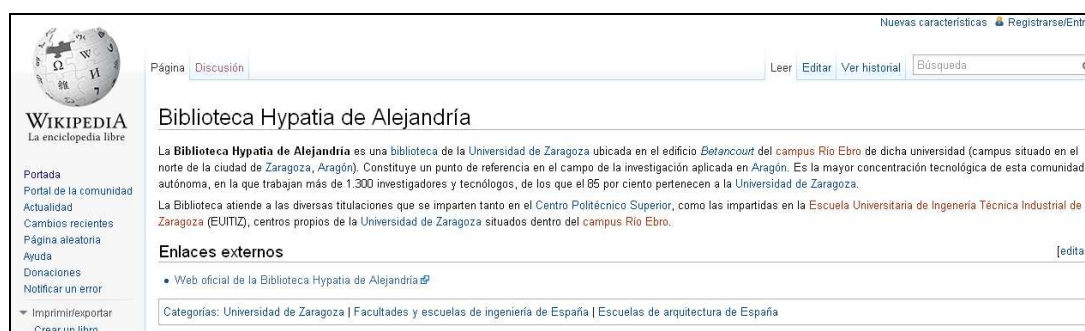 Nuevas características Registrarse/Entr
Página Discusión
Leer Editar Ver historial Búsqueda
WIKIPEDIA
La enciclopedia libre
Portada
Portal de la comunidad
Actualidad
Cambios recientes
Página aleatoria
Ayuda
Donaciones
Notificar un error
Imprimir/exportar
Crear un libro
Biblioteca Hypatia de Alejandría
La Biblioteca Hypatia de Alejandría es una biblioteca de la Universidad de Zaragoza ubicada en el edificio Betancourt del campus Río Ebro de dicha universidad (campus situado en el
norte de la ciudad de Zaragoza, Aragón). Constituye un punto de referencia en el campo de la investigación aplicada en Aragón. Es la mayor concentración tecnológica de esta comunidad
autónoma, en la que trabajan más de 1.300 investigadores y tecnólogos, de los que el 85 por ciento pertenecen a la Universidad de Zaragoza.
La Biblioteca atiende a las diversas titulaciones que se imparten tanto en el Centro Politécnico Superior, como las impartidas en la Escuela Universitaria de Ingenería Técnica Industrial de
Zaragoza (EUITIZ), centros propios de la Universidad de Zaragoza situados dentro del campus Río Ebro.
Enlaces externos [edita
Web oficial de la Biblioteca Hypatia de Alejandría
Categorías: Universidad de Zaragoza | Facultades y escuelas de ingeniería de España | Escuelas de arquitectura de España